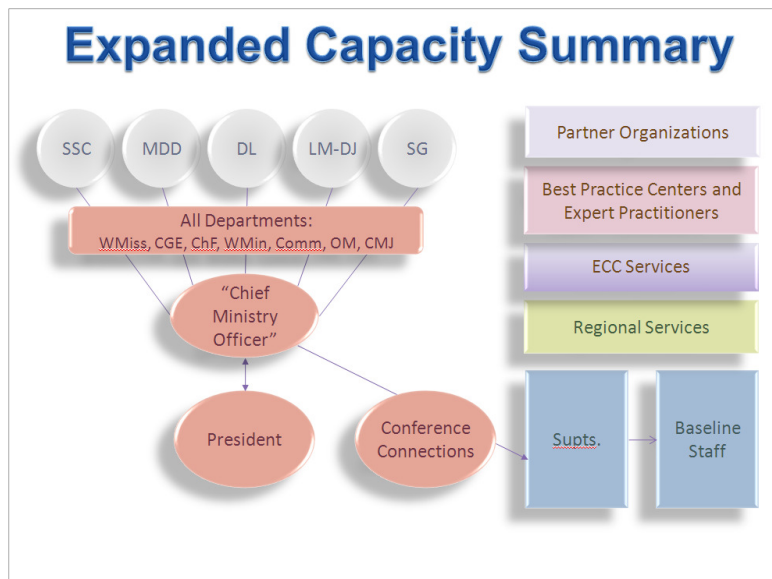 Expanded Capacity Summary
SSC
MDD
DL
LM-DJ
SG
All Departments:
WMiss, CGE, ChF, WMin, Comm, OM, CMJ
“Chief
Ministry
Officer”
President
Conference
Connections
Partner Organizations
Best Practice Centers and
Expert Practitioners
ECC Services
Regional Services
Supts.
Baseline
Staff